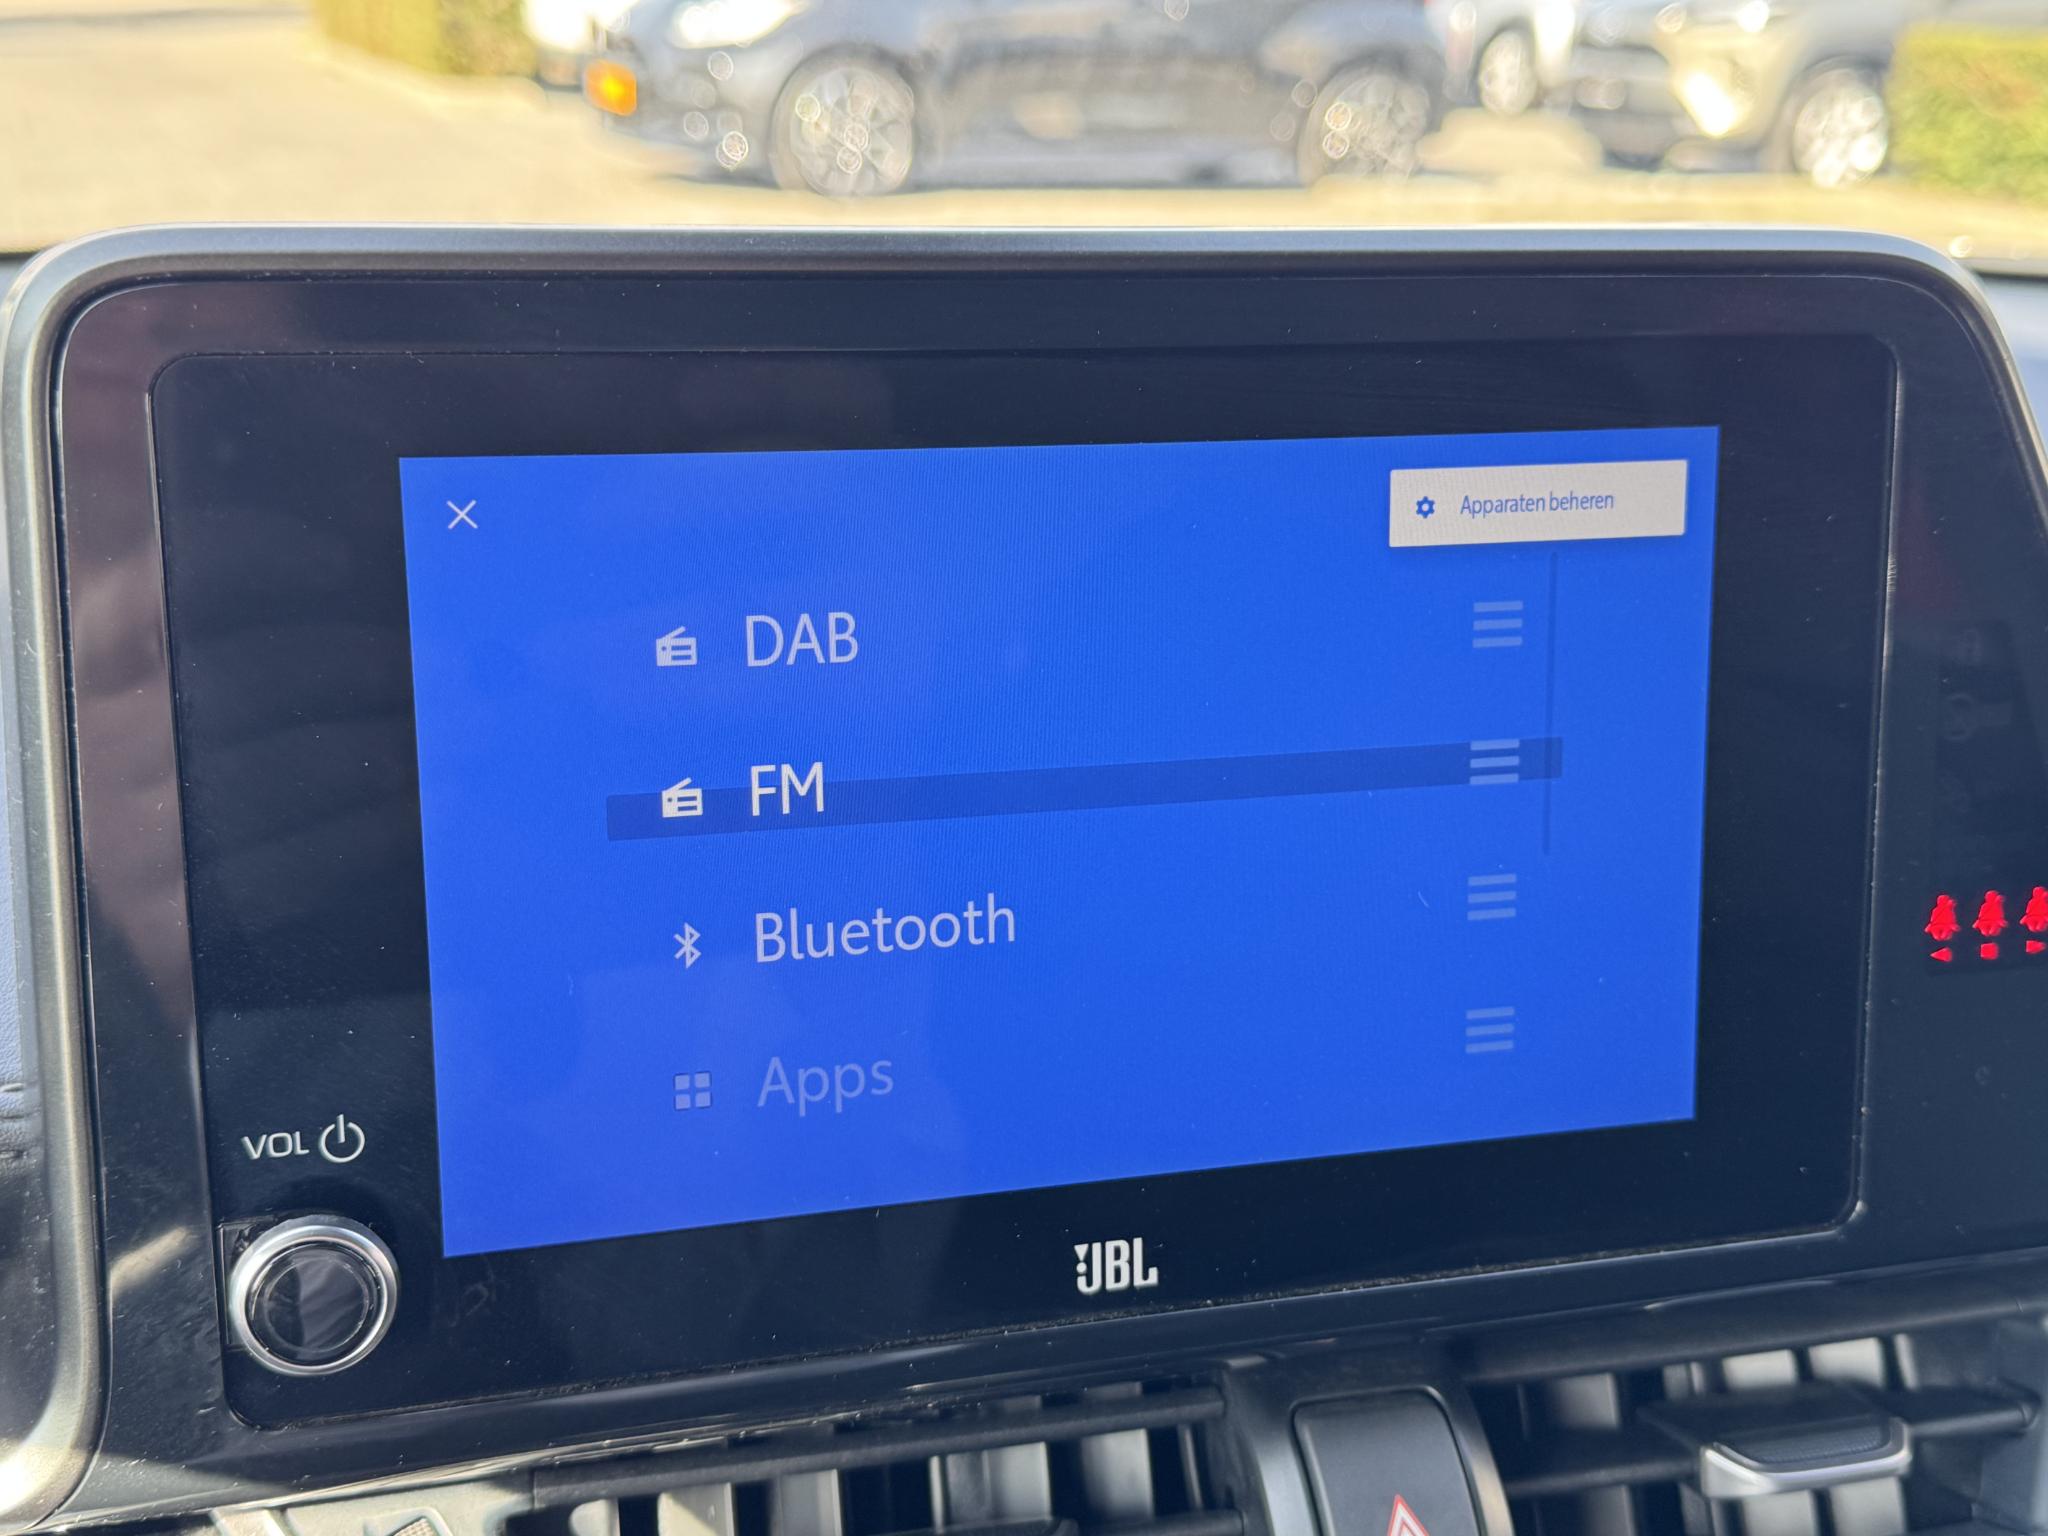 Apparaten beheren
DAB
FM
Bluetooth
Apps
VOL
JBL